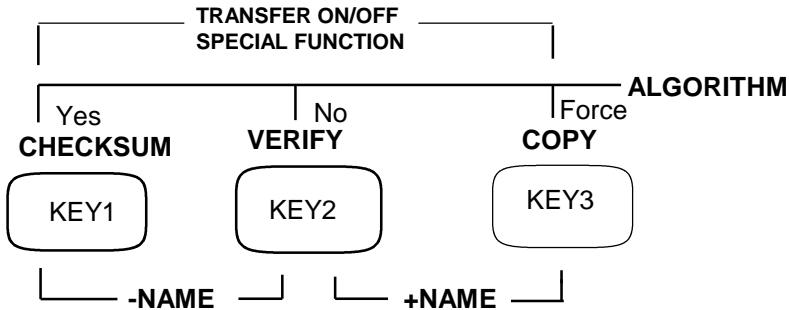 TRANSFER ON/OFF
SPECIAL FUNCTION
ALGORITHM
Yes No Force
CHECKSUM VERIFY COPY
KEY1 KEY2 KEY3
-NAME +NAME